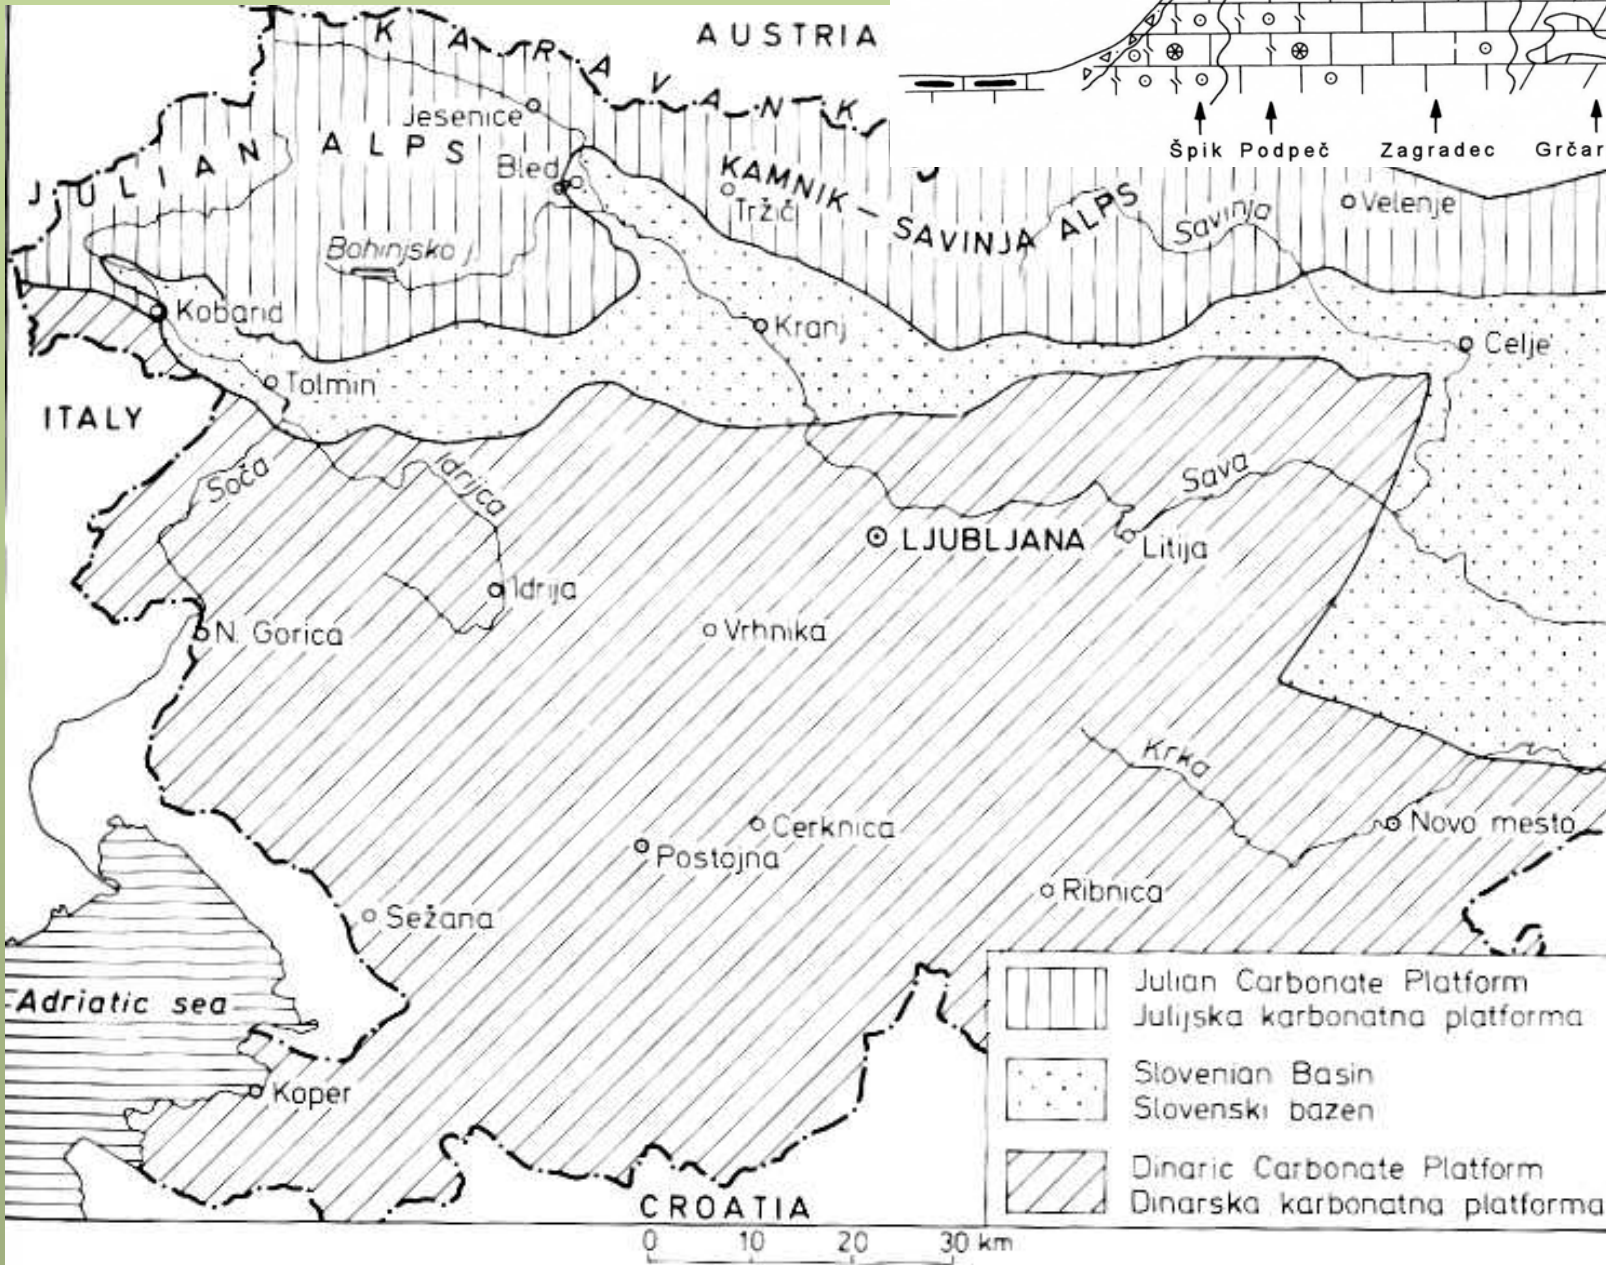 AUSTRIA
KARAVANK
Špik Podpeč Zagradec Grčar
Jesenice
JULIAN ALPS
Bled
KAMNIK – SAVINJA ALPS
Tržič
Savinja
Velenje
Bohinjsko j.
Kobarid
Kranj
Celje
Tolmin
ITALY
Soča
Idrijca
Sava
LJUBLJANA
Litija
Idrija
N. Gorica
Vrhnika
Krka
Cerknica
Novo mesto
Postojna
Ribnica
Sežana
Adriatic sea
Koper
CROATIA
Julian Carbonate Platform
Julijska karbonatna platforma
Slovenian Basin
Slovenski bazen
Dinaric Carbonate Platform
Dinarska karbonatna platforma
0 10 20 30 km